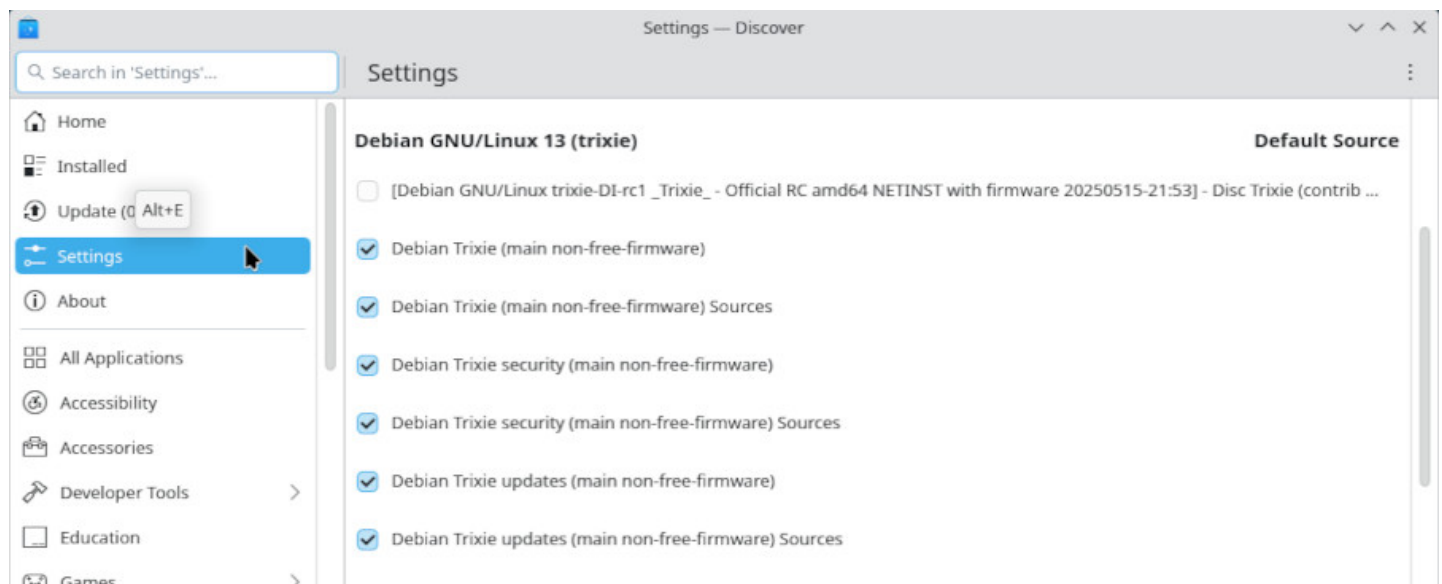 Settings — Discover
Search in 'Settings'...
Settings
Home
Installed
Update (0
Alt+E
Settings
About
All Applications
Accessibility
Accessories
Developer Tools
Education
Games
Debian GNU/Linux 13 (trixie)
Default Source
[Debian GNU/Linux trixie-DI-rc1 _Trixie_ - Official RC amd64 NETINST with firmware 20250515-21:53] - Disc Trixie (contrib ...
Debian Trixie (main non-free-firmware)
Debian Trixie (main non-free-firmware) Sources
Debian Trixie security (main non-free-firmware)
Debian Trixie security (main non-free-firmware) Sources
Debian Trixie updates (main non-free-firmware)
Debian Trixie updates (main non-free-firmware) Sources